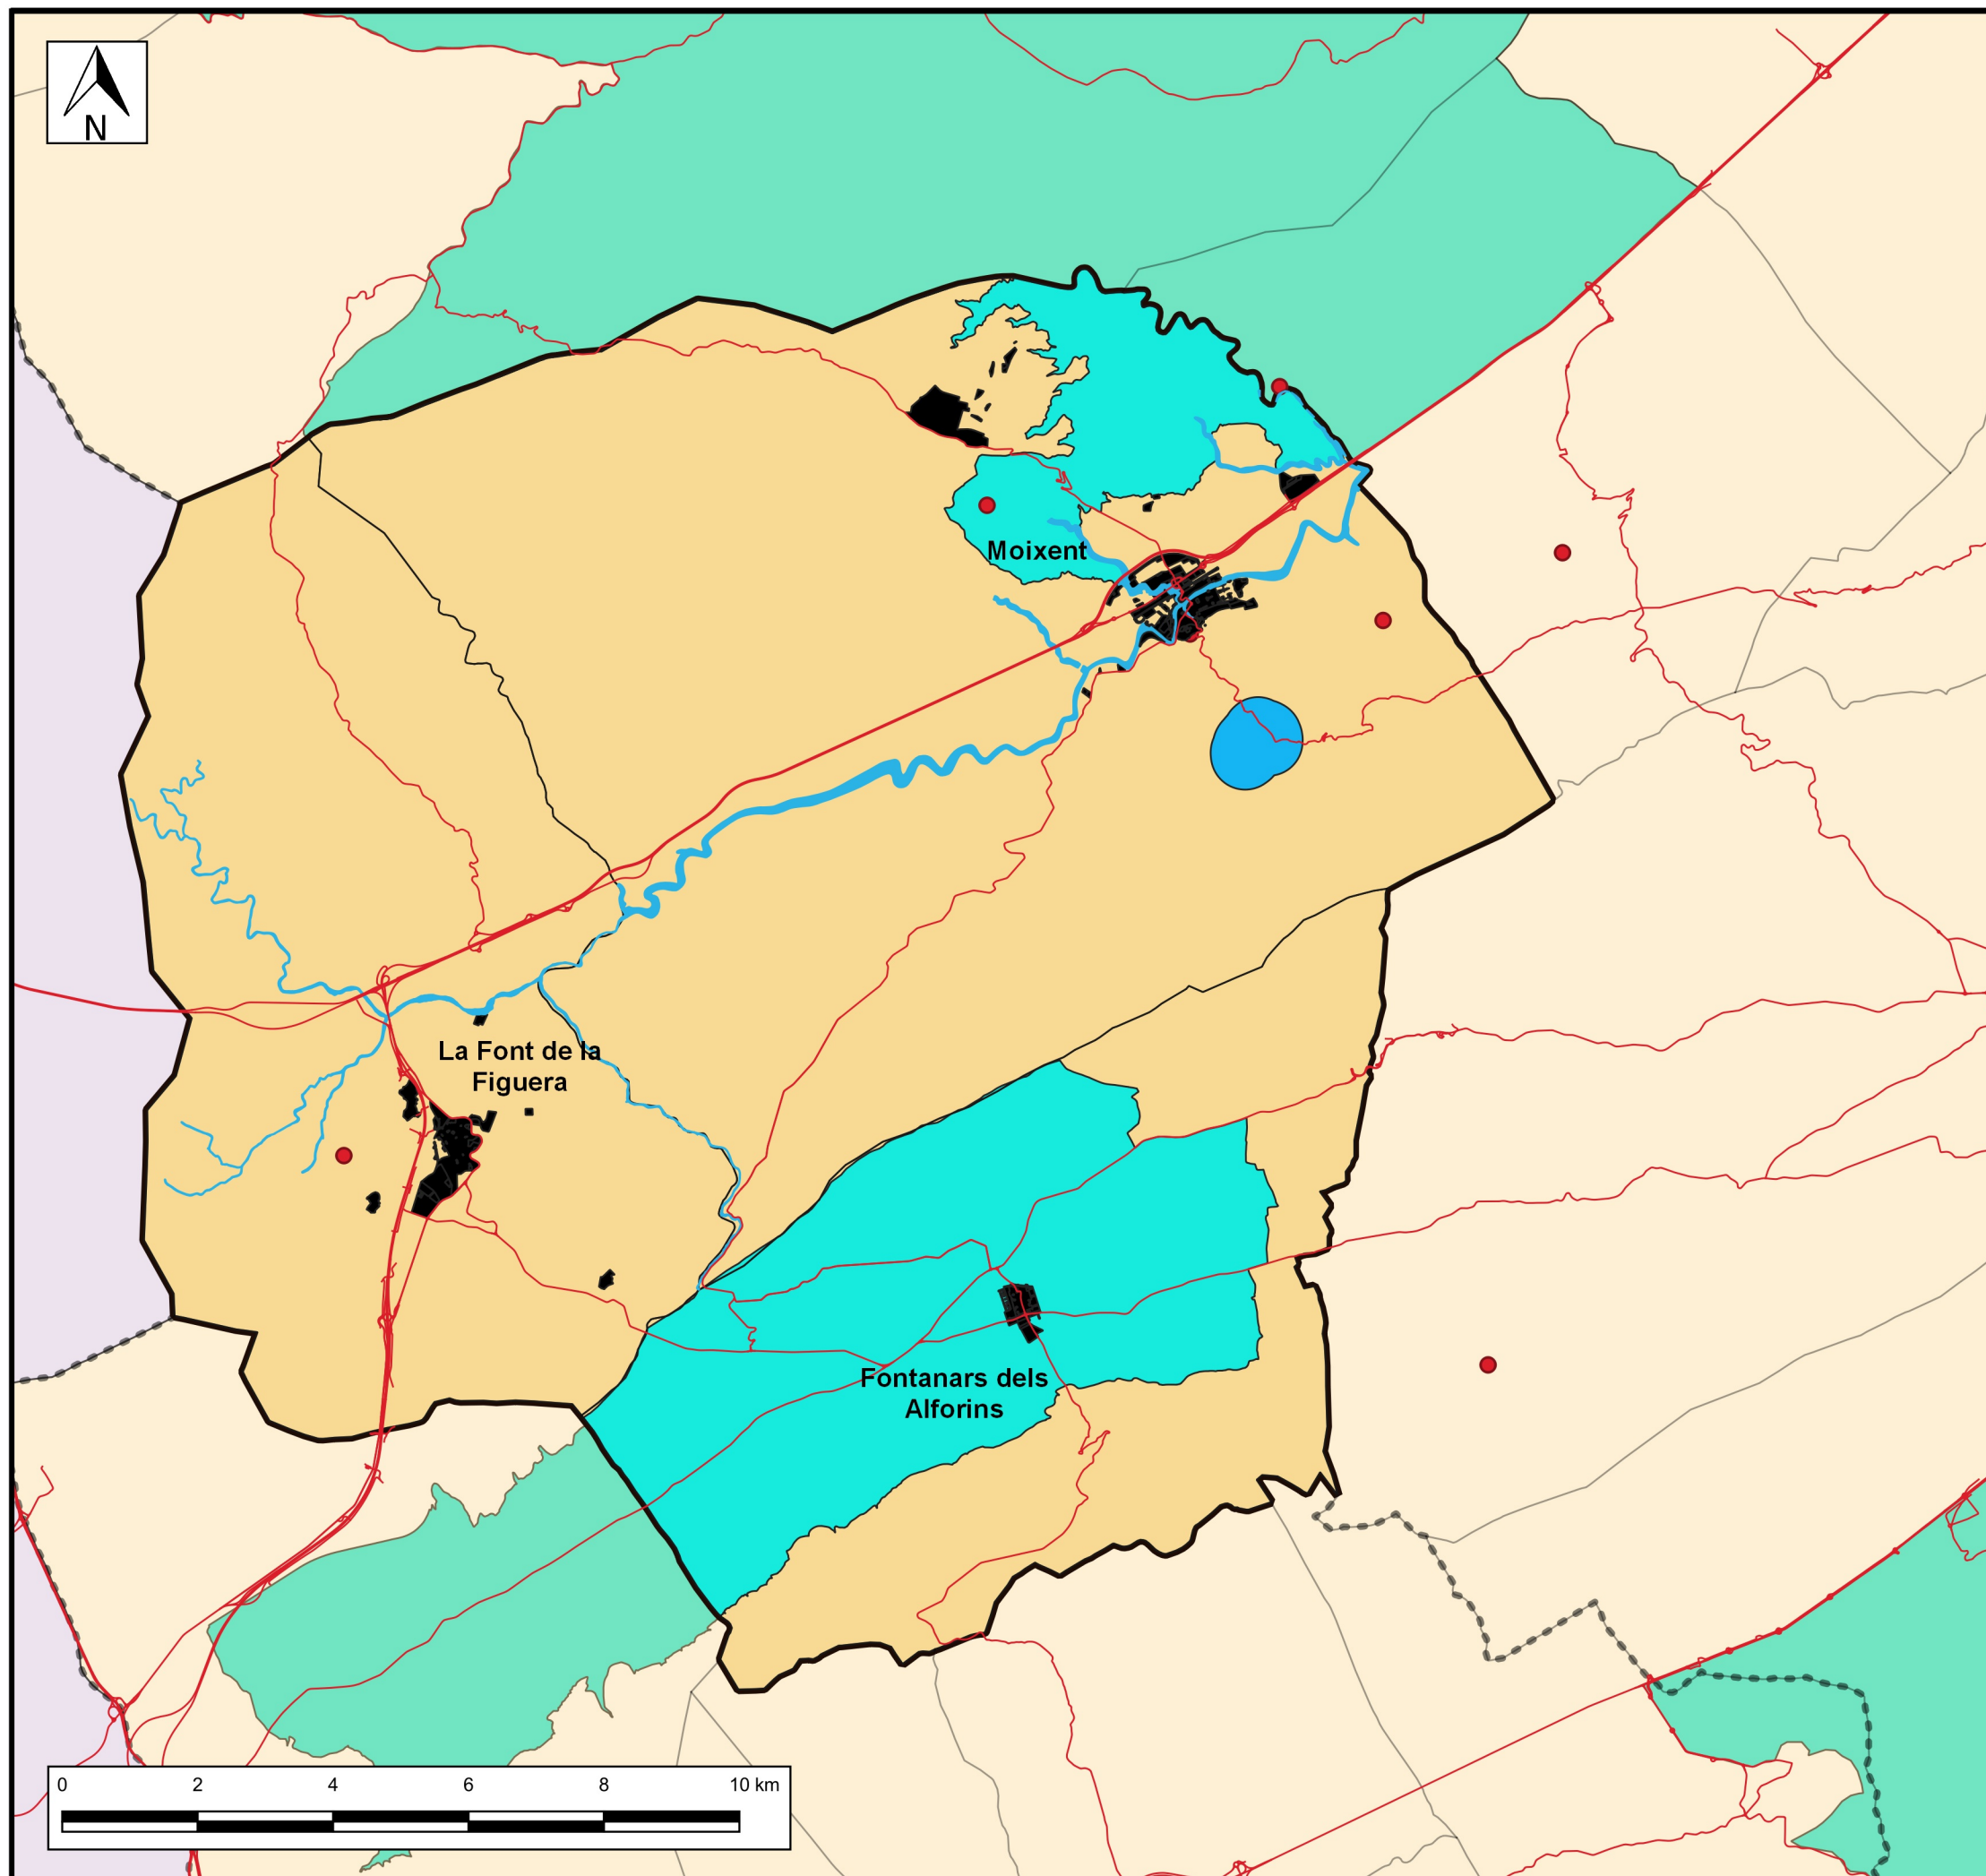 N
Moixent
La Font de la
Figuera
Fontanars dels
Alforins
0 2 4 6 8 10 km